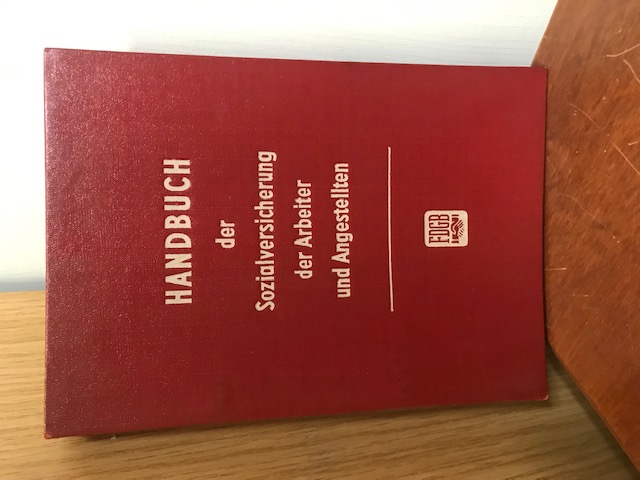 HANDBUCH
der
Sozialversicherung
der Arbeiter
und Angestellten
FDGB